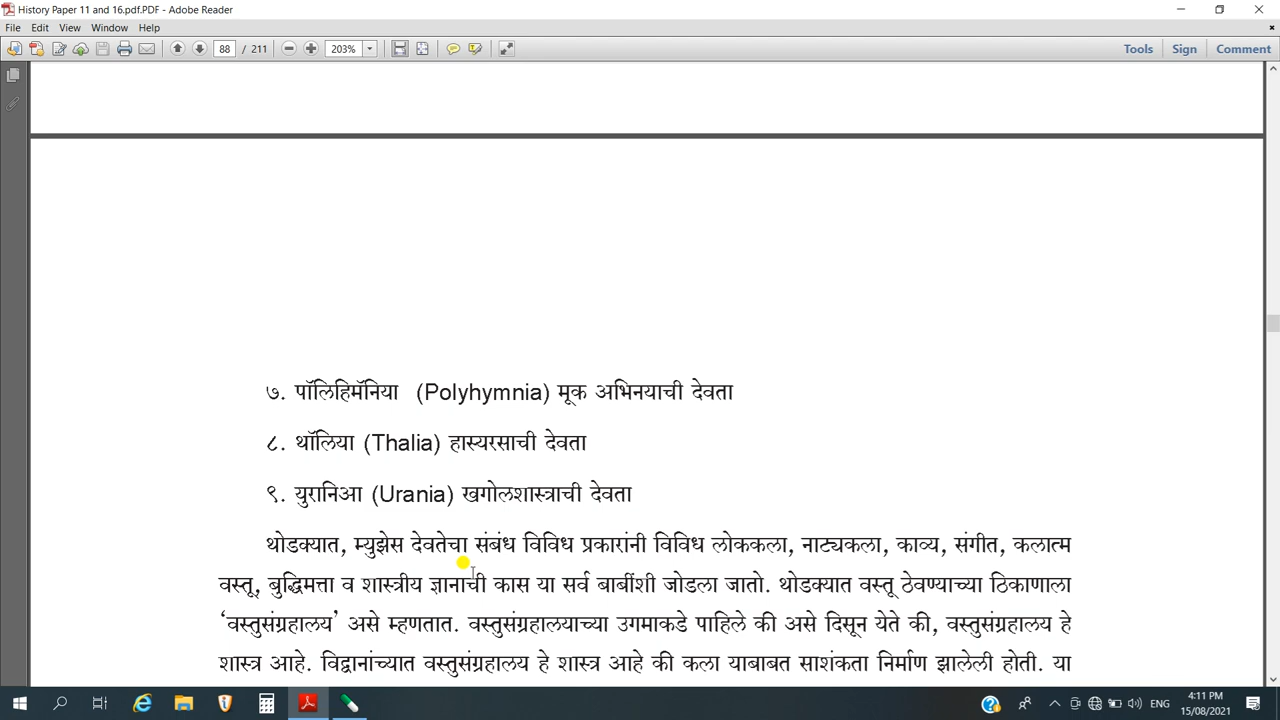 History Paper 11 and 16.pdf.PDF - Adobe Reader
File Edit View Window Help
88 / 211 203% Tools Sign Comment
७. पॉलिहिमॅनिया (Polyhymnia) मूक अभिनयाची देवता
८. थॉलिया (Thalia) हास्यरसाची देवता
९. युरानिआ (Urania) खगोलशास्त्राची देवता
थोडक्यात, म्युझेस देवतेचा संबंध विविध प्रकारांनी विविध लोककला, नाट्यकला, काव्य, संगीत, कलात्म
वस्तू, बुद्धिमत्ता व शास्त्रीय ज्ञानाची कास या सर्व बाबींशी जोडला जातो. थोडक्यात वस्तू ठेवण्याच्या ठिकाणाला
‘वस्तुसंग्रहालय’ असे म्हणतात. वस्तुसंग्रहालयाच्या उगमाकडे पाहिले की असे दिसून येते की, वस्तुसंग्रहालय हे
शास्त्र आहे. विद्वानांच्यात वस्तुसंग्रहालय हे शास्त्र आहे की कला याबाबत साशंकता निर्माण झालेली होती. या
ENG 4:11 PM
15/08/2021